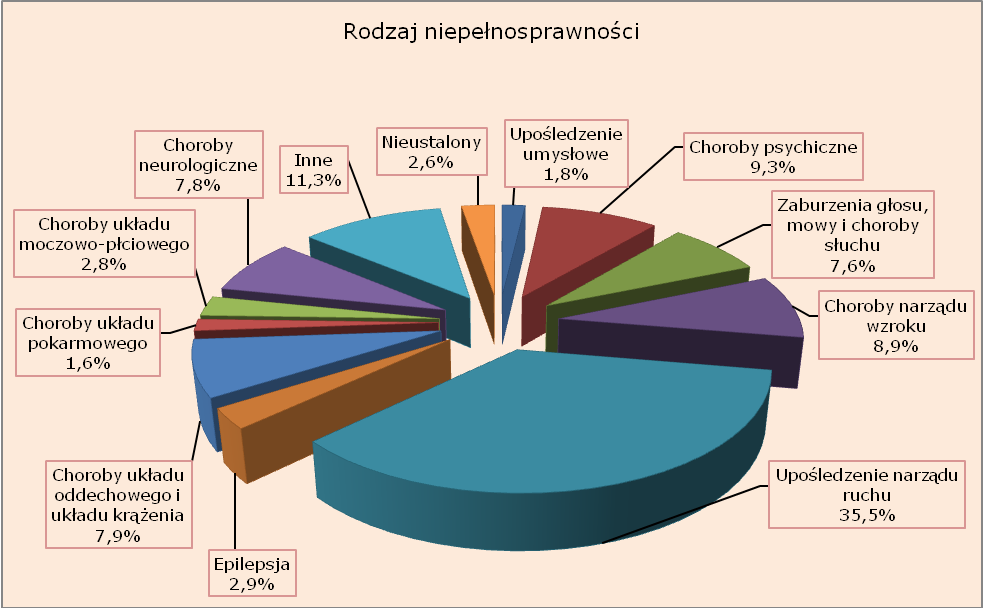 Rodzaj niepełnosprawności
Nieustalony
2,6%
Upośledzenie
umysłowe
1,8%
Choroby psychiczne
9,3%
Zaburzenia głosu,
mowy i choroby
słuchu
7,6%
Choroby narządu
wzroku
8,9%
Upośledzenie narządu
ruchu
35,5%
Epilepsja
2,9%
Choroby układu
oddechowego i
układu krążenia
7,9%
Choroby układu
pokarmowego
1,6%
Choroby układu
moczowo-płciowego
2,8%
Choroby
neurologiczne
7,8%
Inne
11,3%